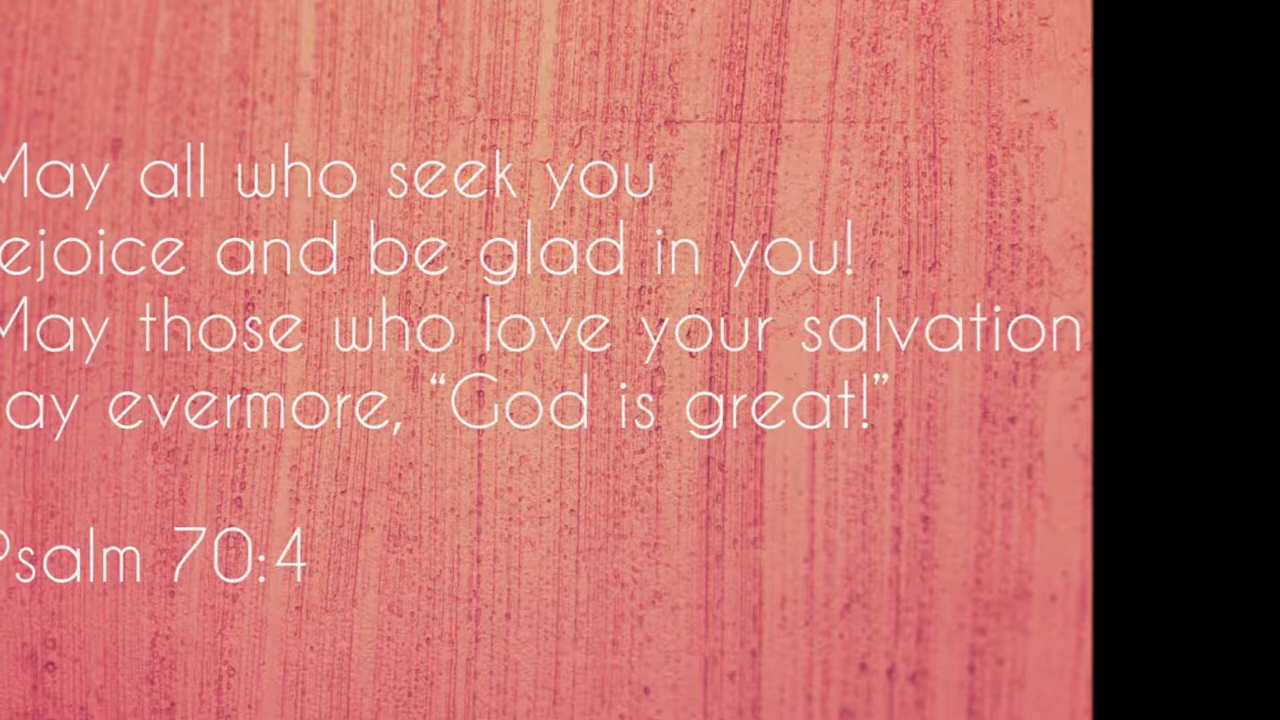 May all who seek you
ejoice and be glad in you!
May those who love your salvation
ay evermore, “God is great!”
Psalm 70:4